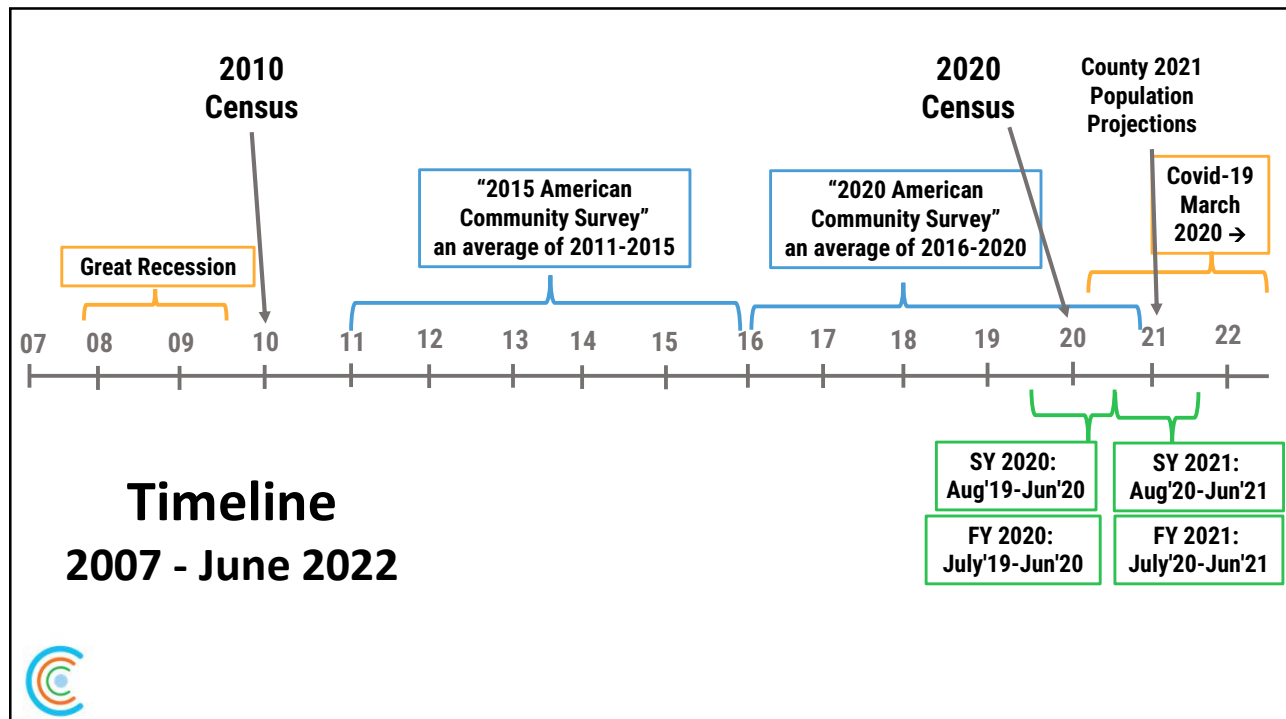 2010
Census
2020
Census
County 2021
Population
Projections
“2015 American
Community Survey”
an average of 2011-2015
“2020 American
Community Survey”
an average of 2016-2020
Covid-19
March
2020 →
Great Recession
07 08 09 10 11 12 13 14 15 16 17 18 19 20 21 22
SY 2020:
Aug'19-Jun'20
SY 2021:
Aug'20-Jun'21
FY 2020:
July'19-Jun'20
FY 2021:
July'20-Jun'21
Timeline
2007 - June 2022